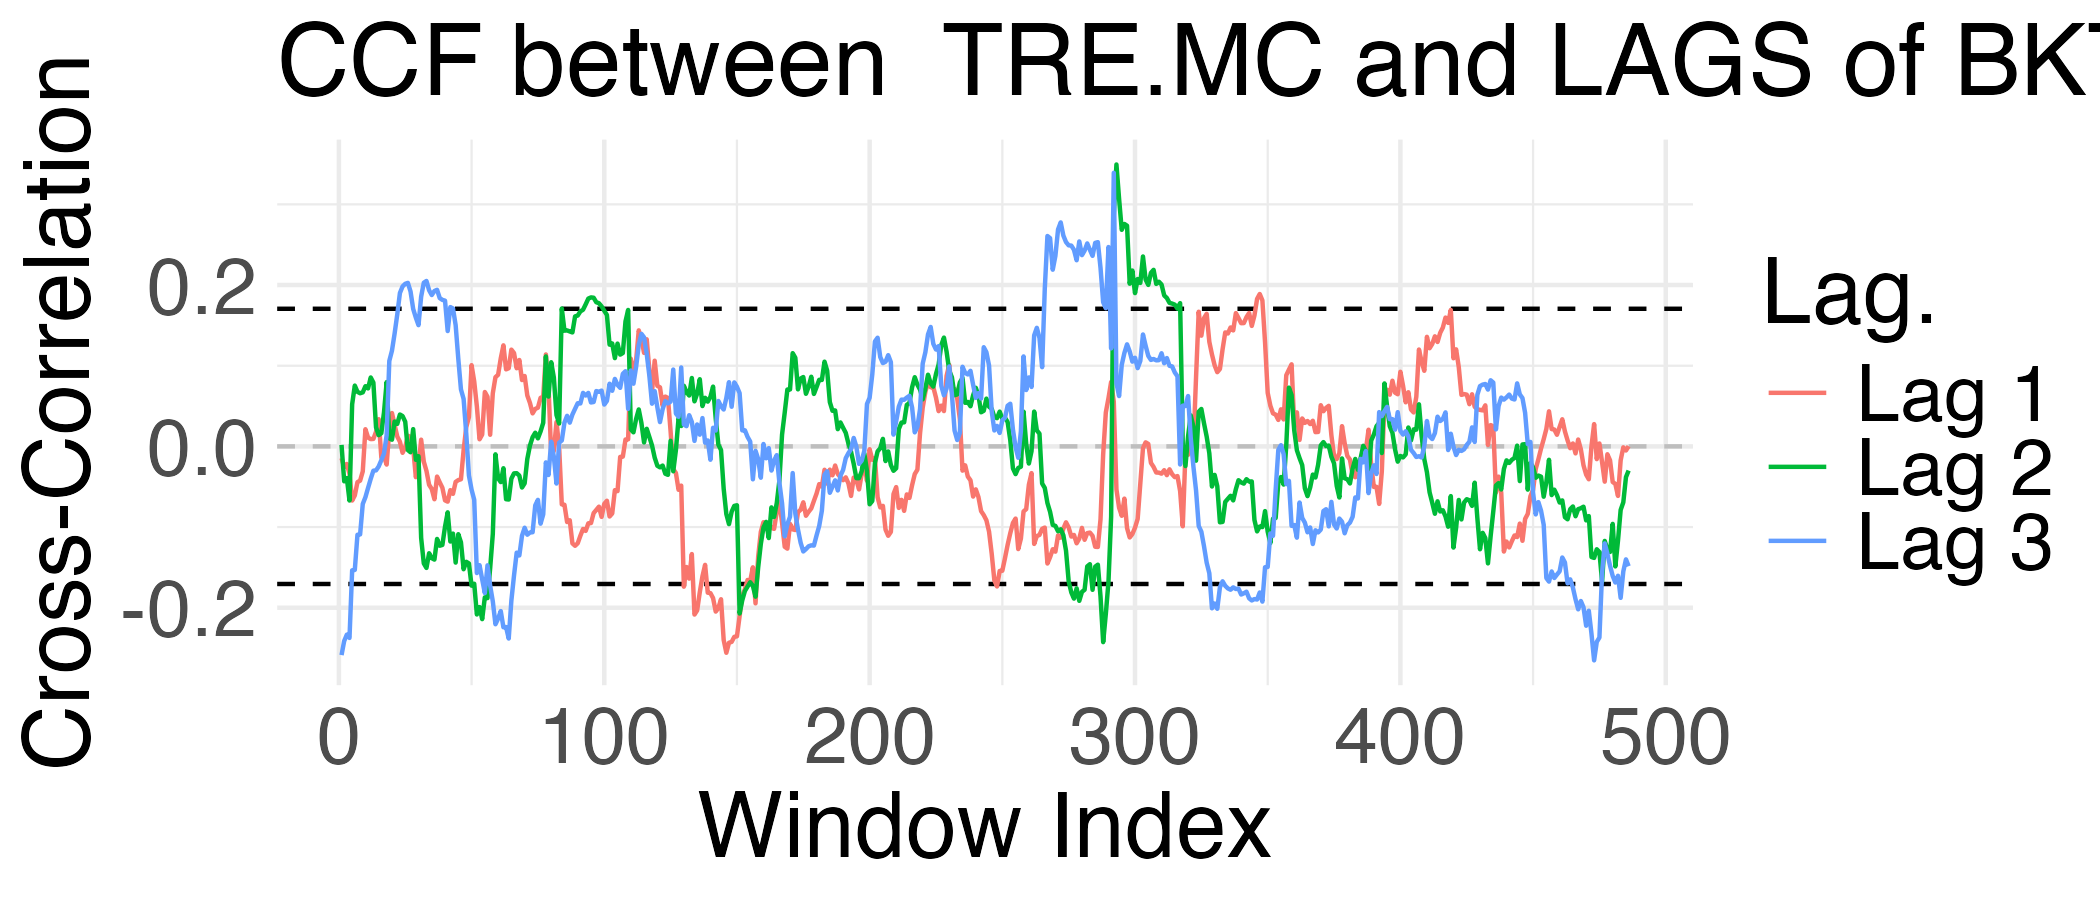 CCF between TRE.MC and LAGS of BKT
Cross-Correlation
0.2
0.0
-0.2
0 100 200 300 400 500
Window Index
Lag.
Lag 1
Lag 2
Lag 3